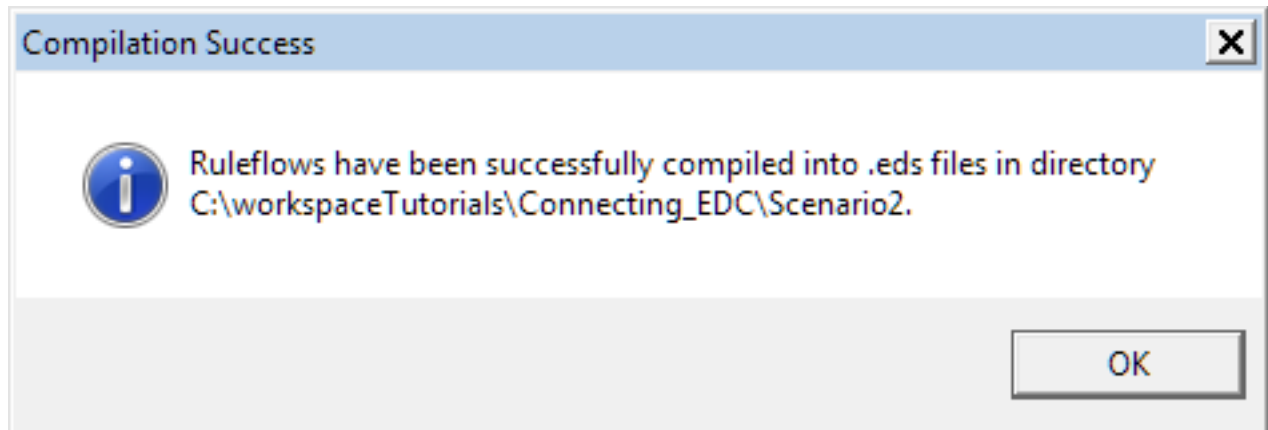 Compilation Success
Ruleflows have been successfully compiled into .eds files in directory
C:\workspaceTutorials\Connecting_EDC\Scenario2.
OK